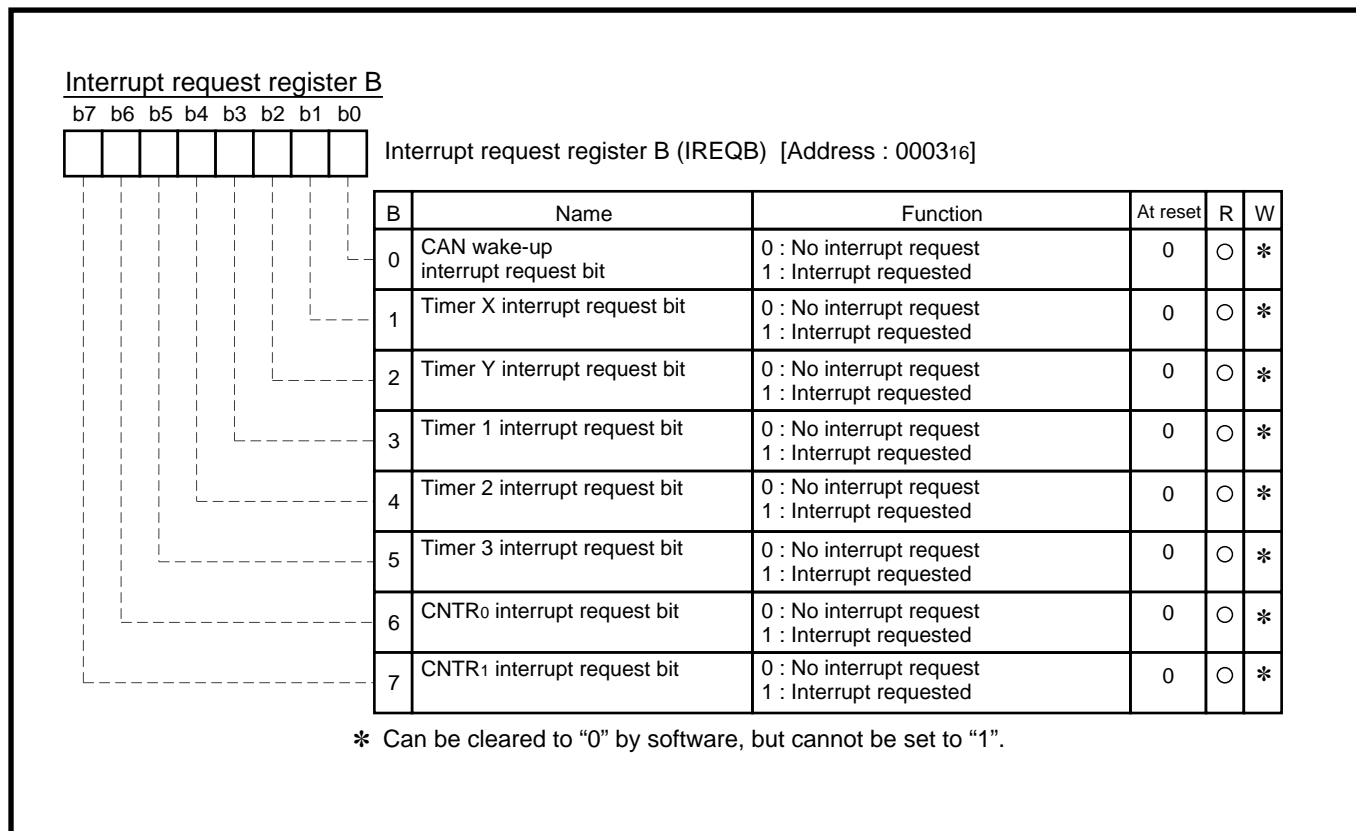 Interrupt request register B
b7 b6 b5 b4 b3 b2 b1 b0
Interrupt request register B (IREQB) [Address : 000316]
B Name Function At reset R W
0 CAN wake-up interrupt request bit 0 : No interrupt request 0 ○ ✻
1 : Interrupt requested
1 Timer X interrupt request bit 0 : No interrupt request 0 ○ ✻
1 : Interrupt requested
2 Timer Y interrupt request bit 0 : No interrupt request 0 ○ ✻
1 : Interrupt requested
3 Timer 1 interrupt request bit 0 : No interrupt request 0 ○ ✻
1 : Interrupt requested
4 Timer 2 interrupt request bit 0 : No interrupt request 0 ○ ✻
1 : Interrupt requested
5 Timer 3 interrupt request bit 0 : No interrupt request 0 ○ ✻
1 : Interrupt requested
6 CNTR0 interrupt request bit 0 : No interrupt request 0 ○ ✻
1 : Interrupt requested
7 CNTR1 interrupt request bit 0 : No interrupt request 0 ○ ✻
1 : Interrupt requested
✻ Can be cleared to “0” by software, but cannot be set to “1”.